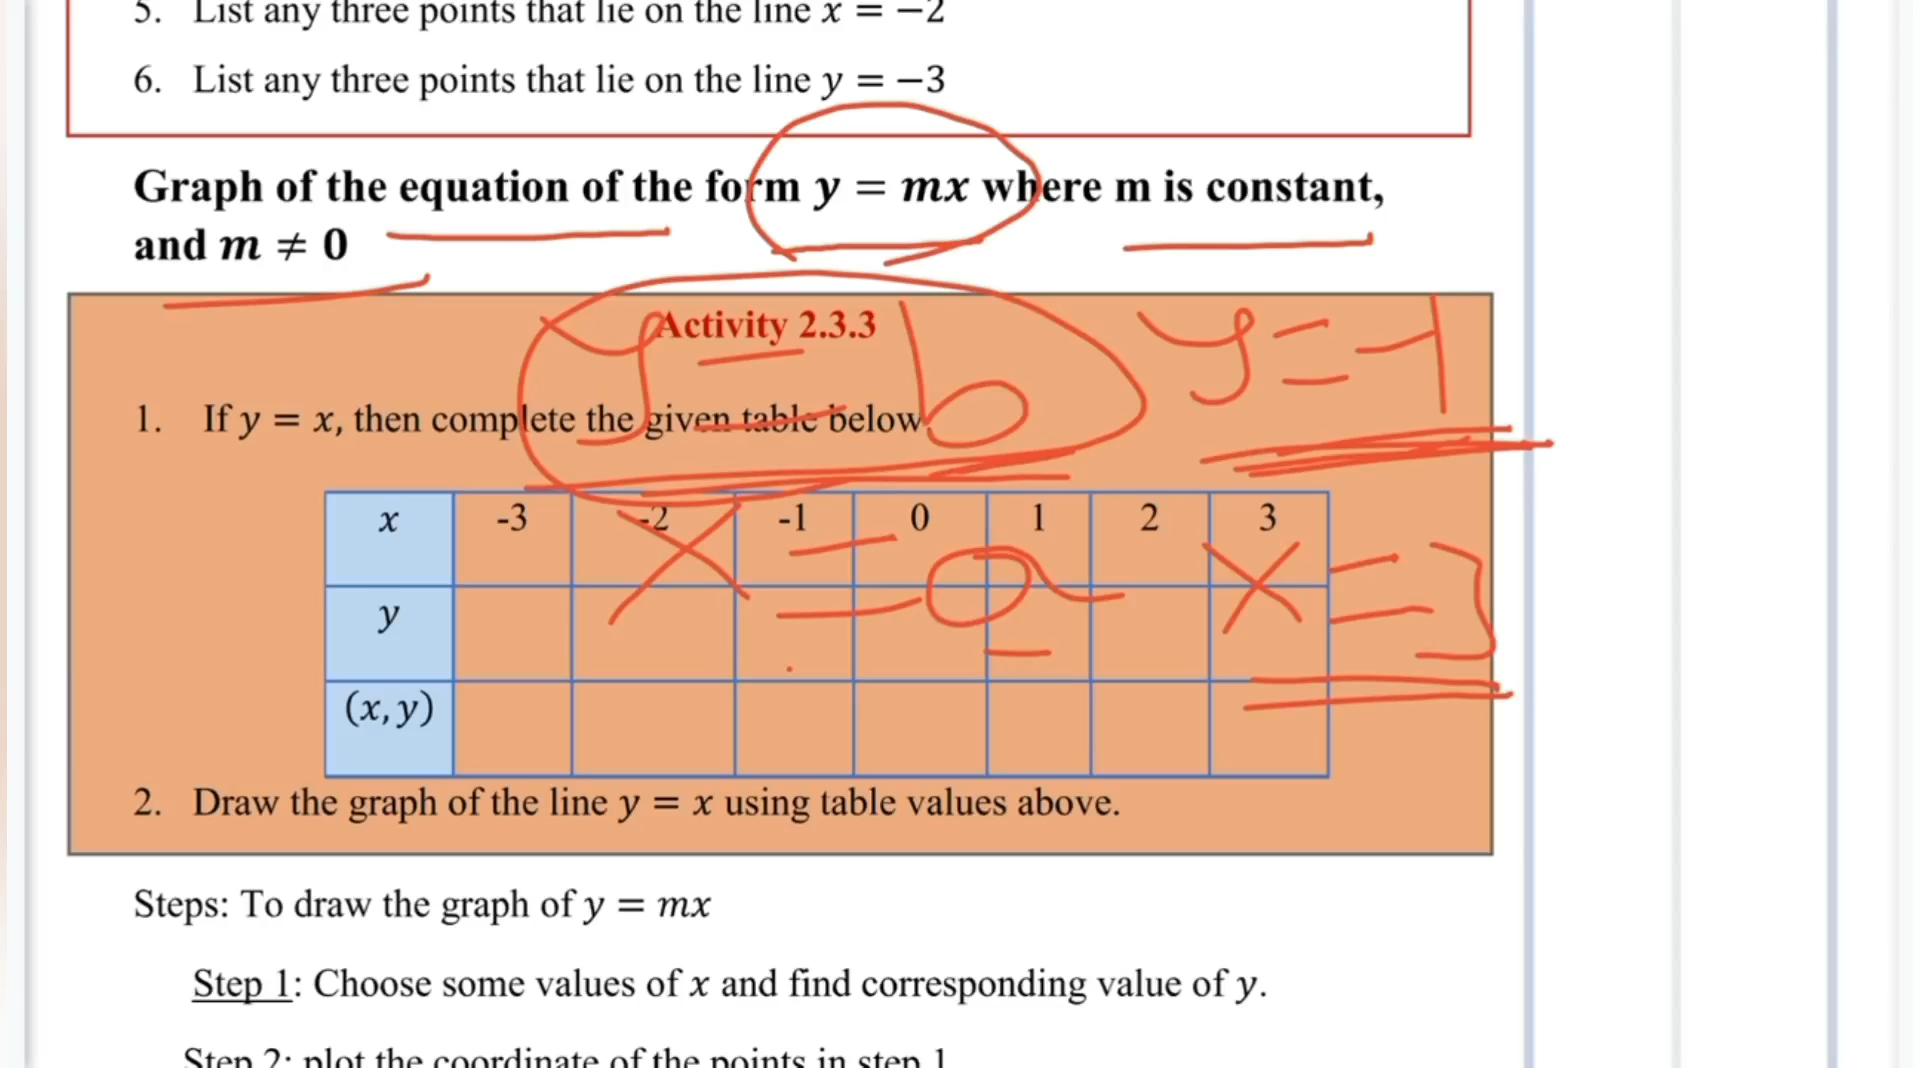 5. List any three points that lie on the line x = −2
6. List any three points that lie on the line y = −3
Graph of the equation of the form y = mx where m is constant,
and m ≠ 0
Activity 2.3.3
y = b
y = -1
1. If y = x, then complete the given table below.
x -3 -2 -1 0 1 2 3
x = a
x = 3
y
(x, y)
2. Draw the graph of the line y = x using table values above.
Steps: To draw the graph of y = mx
Step 1: Choose some values of x and find corresponding value of y.
Step 2: plot the coordinate of the points in step 1